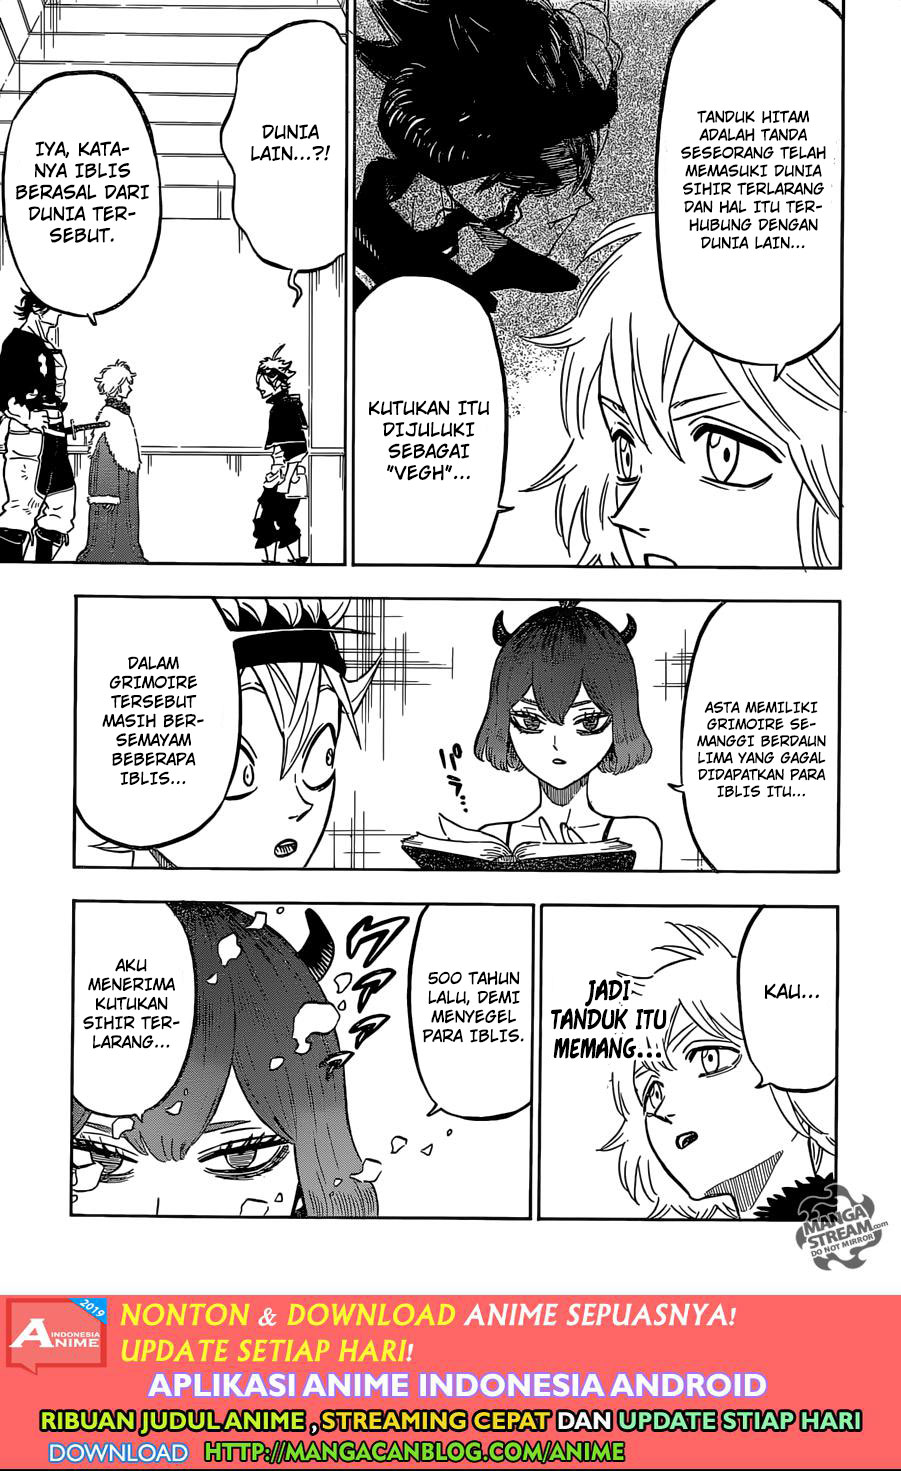 TANDUK HITAM
ADALAH TANDA
SESEORANG TELAH
MEMASUKI DUNIA
SIHIR TERLARANG
DAN HAL ITU TER-
HUBUNG DENGAN
DUNIA LAIN...
KUTUKAN ITU
DIJULUKI
SEBAGAI
"VEGH"...
DUNIA
LAIN...?!
IYA, KATA-
NYA IBLIS
BERASAL DARI
DUNIA TER-
SEBUT.
ASTA MEMILIKI
GRIMOIRE SE-
MANGGI BERDAUN
LIMA YANG GAGAL
DIDAPATKAN PARA
IBLIS ITU...
DALAM
GRIMOIRE
TERSEBUT
MASIH BER-
SEMAYAM
BEBERAPA
IBLIS...
KAU...
JADI
TANDUK ITU
MEMANG...
500 TAHUN
LALU, DEMI
MENYEGEL
PARA IBLIS.
AKU
MENERIMA
KUTUKAN
SIHIR TER-
LARANG...
MANGA
STREAM.com
DO NOT MIRROR
2019
INDONESIA
ANIME
NONTON & DOWNLOAD ANIME SEPUASNYA!
UPDATE SETIAP HARI!
APLIKASI ANIME INDONESIA ANDROID
RIBUAN JUDUL ANIME , STREAMING CEPAT DAN UPDATE STIAP HARI
DOWNLOAD HTTP://MANGACANBLOG.COM/ANIME